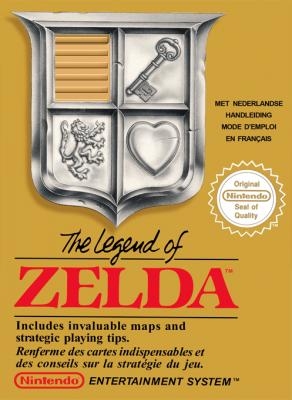 MET NEDERLANDSE
HANDLEIDING
MODE D'EMPLOI
EN FRANÇAIS
Original
Nintendo
Seal of
Quality
The Legend of
ZELDA™
Includes invaluable maps and
strategic playing tips.
Renferme des cartes indispensables et
des conseils sur la stratégie du jeu.
Nintendo ENTERTAINMENT SYSTEM™